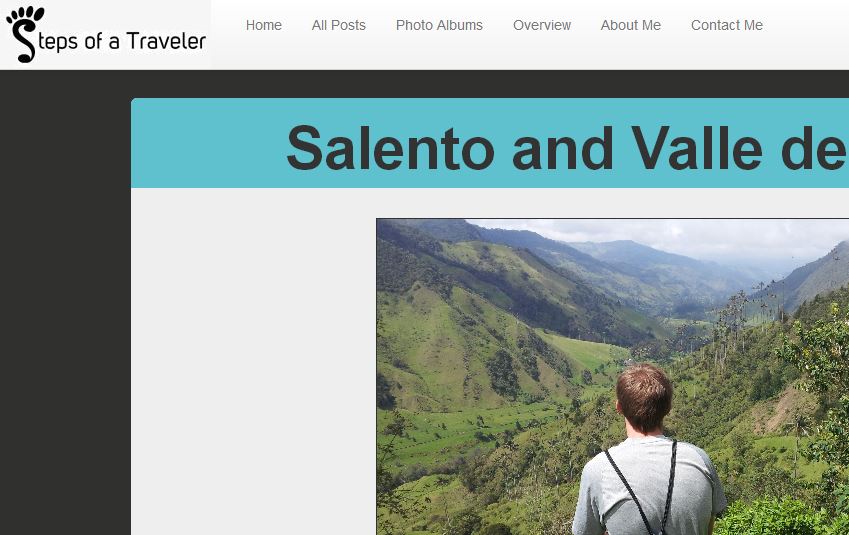 Steps of a Traveler
Home
All Posts
Photo Albums
Overview
About Me
Contact Me
Salento and Valle de